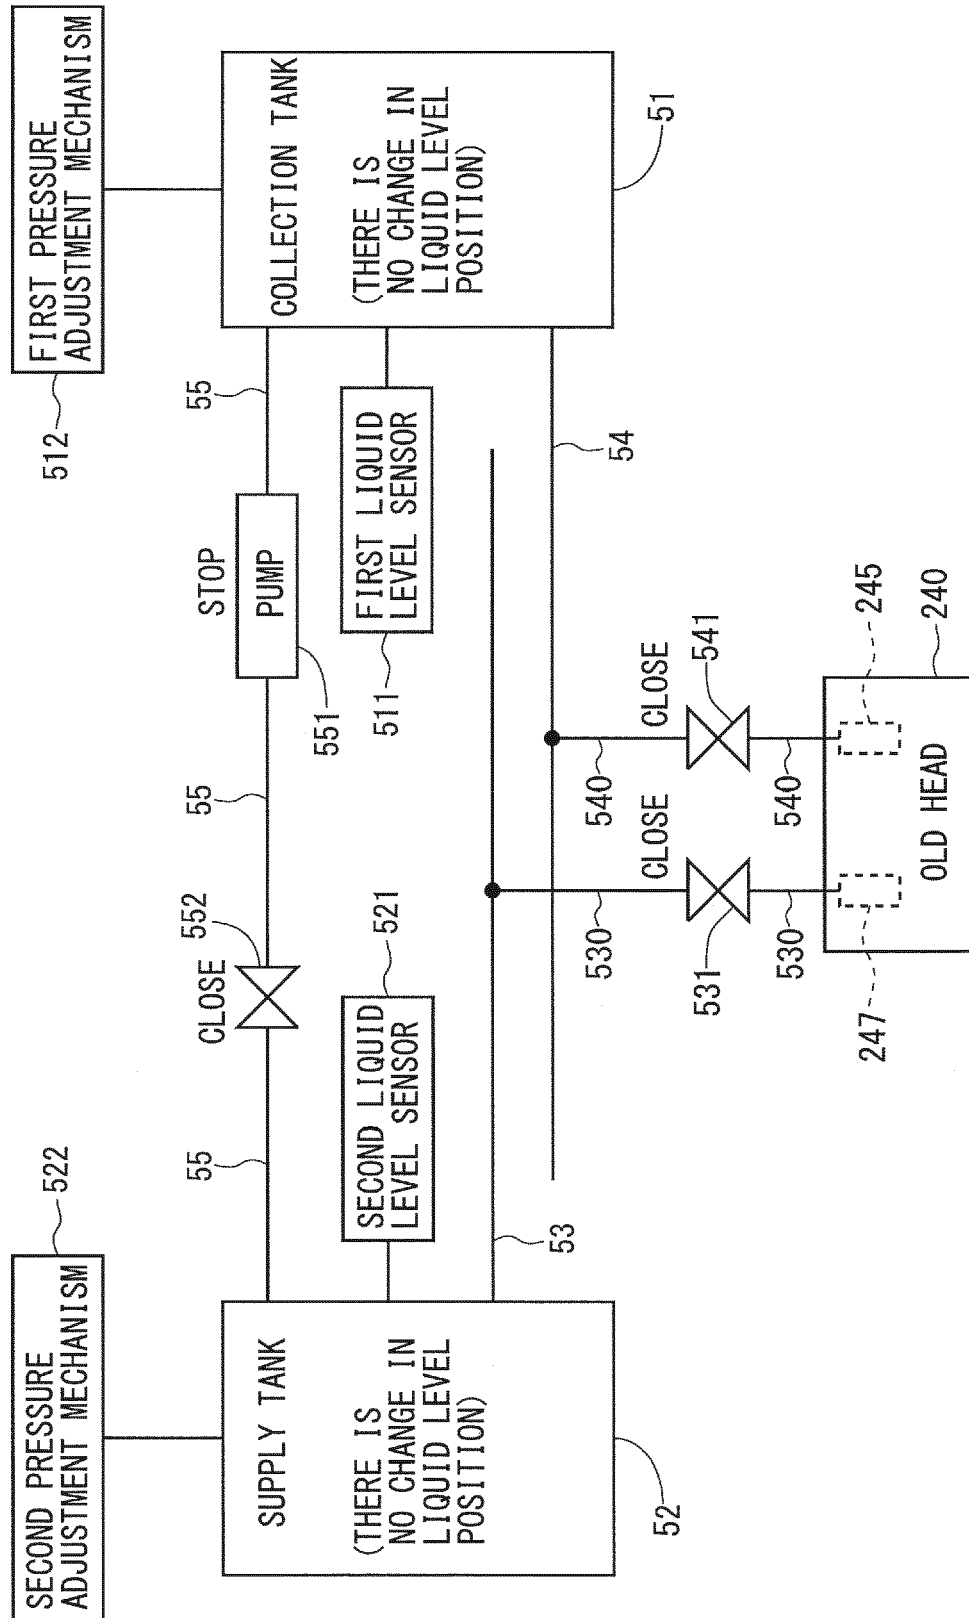 SECOND PRESSURE
ADJUSTMENT MECHANISM
522
FIRST PRESSURE
ADJUSTMENT MECHANISM
512
SUPPLY TANK
(THERE IS
NO CHANGE IN
LIQUID LEVEL
POSITION)
52
55
CLOSE
552
55
STOP
PUMP
551
55
COLLECTION TANK
(THERE IS
NO CHANGE IN
LIQUID LEVEL
POSITION)
51
SECOND LIQUID
LEVEL SENSOR
521
FIRST LIQUID
LEVEL SENSOR
511
53
54
530
540
CLOSE
CLOSE
531
541
530
540
247
OLD HEAD
245
240